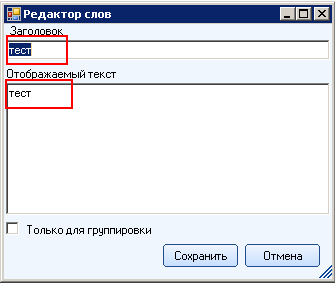 Редактор слов
Заголовок
тест
Отображаемый текст
тест
Только для группировки
Сохранить
Отмена